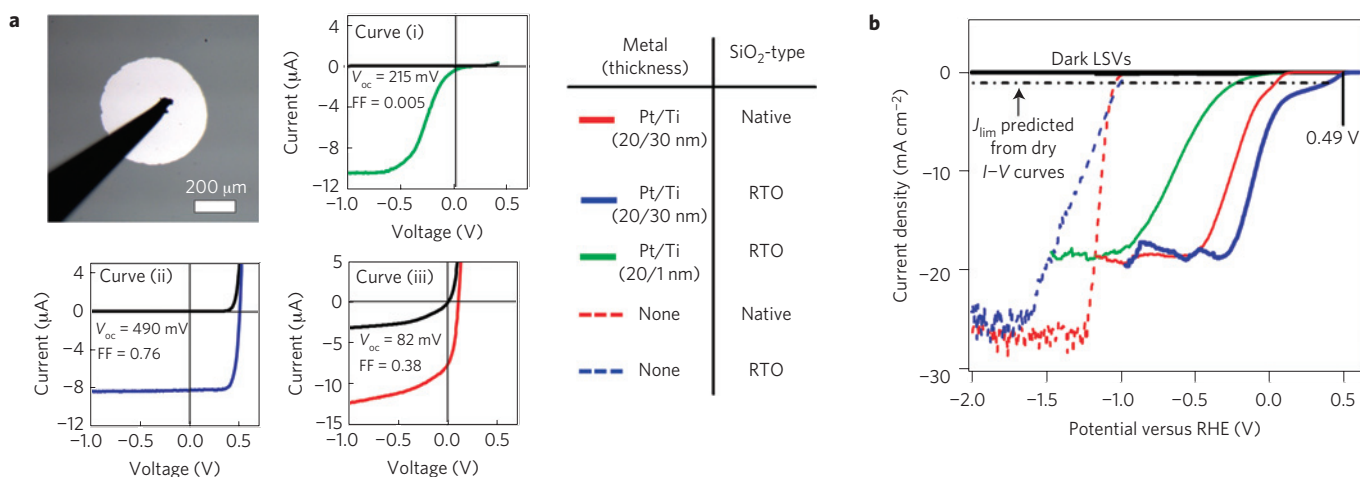 a
200 μm
Curve (i)
Voc = 215 mV
FF = 0.005
Current (μA)
4
0
−4
−8
−12
−1.0
−0.5
0.0
0.5
Voltage (V)
Curve (ii)
Voc = 490 mV
FF = 0.76
Current (μA)
4
0
−4
−8
−12
−1.0
−0.5
0.0
0.5
Voltage (V)
Curve (iii)
Voc = 82 mV
FF = 0.38
Current (μA)
5
0
−5
−10
−15
−1.0
−0.5
0.0
0.5
Voltage (V)
Metal
(thickness)
SiO2-type
Pt/Ti
(20/30 nm)
Native
Pt/Ti
(20/30 nm)
RTO
Pt/Ti
(20/1 nm)
RTO
None
Native
None
RTO
b
Dark LSVs
Jlim predicted
from dry
I–V curves
0.49 V
Current density (mA cm−2)
0
−10
−20
−30
−2.0
−1.5
−1.0
−0.5
0.0
0.5
Potential versus RHE (V)